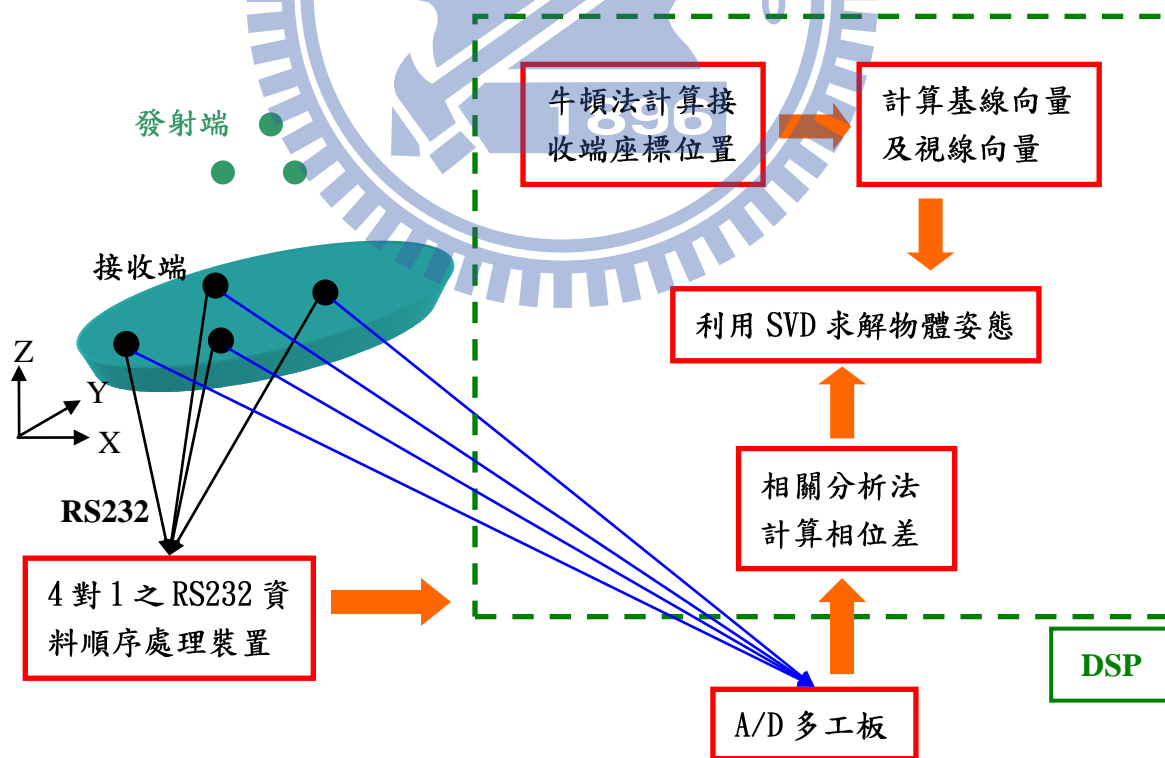 牛頓法計算接
收端座標位置
計算基線向量
及視線向量
1896
發射端
接收端
利用 SVD 求解物體姿態
Z
Y
X
相關分析法
計算相位差
RS232
4 對 1 之 RS232 資
料順序處理裝置
DSP
A/D 多工板